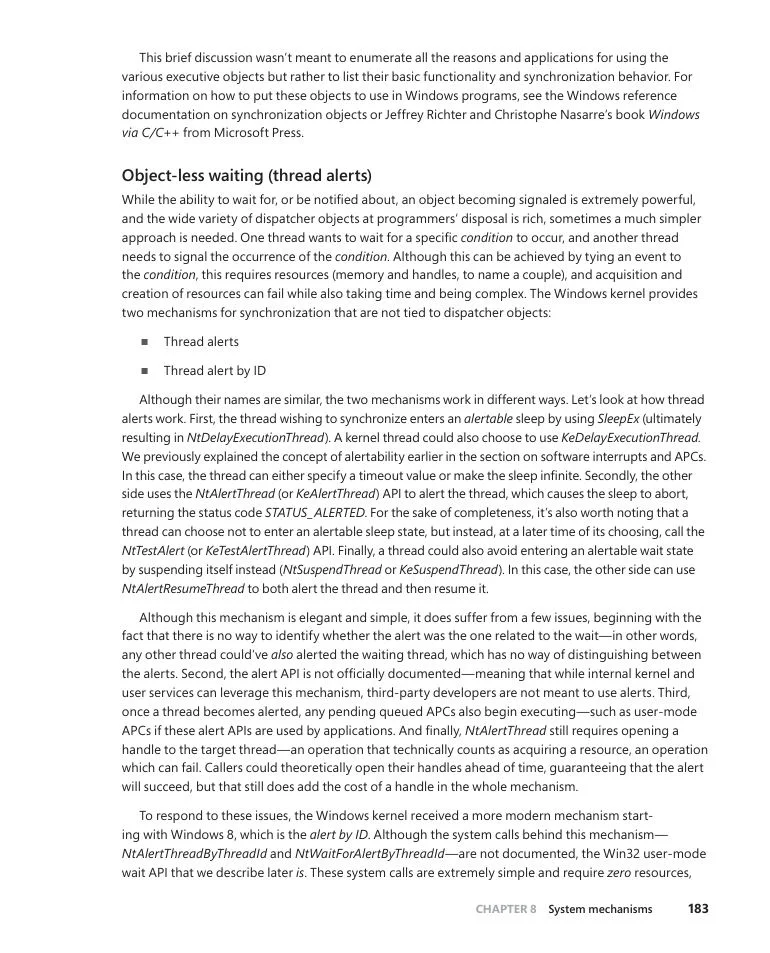 This brief discussion wasn’t meant to enumerate all the reasons and applications for using the
various executive objects but rather to list their basic functionality and synchronization behavior. For
information on how to put these objects to use in Windows programs, see the Windows reference
documentation on synchronization objects or Jeffrey Richter and Christophe Nasarre’s book Windows
via C/C++ from Microsoft Press.
Object-less waiting (thread alerts)
While the ability to wait for, or be notified about, an object becoming signaled is extremely powerful,
and the wide variety of dispatcher objects at programmers’ disposal is rich, sometimes a much simpler
approach is needed. One thread wants to wait for a specific condition to occur, and another thread
needs to signal the occurrence of the condition. Although this can be achieved by tying an event to
the condition, this requires resources (memory and handles, to name a couple), and acquisition and
creation of resources can fail while also taking time and being complex. The Windows kernel provides
two mechanisms for synchronization that are not tied to dispatcher objects:
■ Thread alerts
■ Thread alert by ID
Although their names are similar, the two mechanisms work in different ways. Let’s look at how thread
alerts work. First, the thread wishing to synchronize enters an alertable sleep by using SleepEx (ultimately
resulting in NtDelayExecutionThread). A kernel thread could also choose to use KeDelayExecutionThread.
We previously explained the concept of alertability earlier in the section on software interrupts and APCs.
In this case, the thread can either specify a timeout value or make the sleep infinite. Secondly, the other
side uses the NtAlertThread (or KeAlertThread) API to alert the thread, which causes the sleep to abort,
returning the status code STATUS_ALERTED. For the sake of completeness, it’s also worth noting that a
thread can choose not to enter an alertable sleep state, but instead, at a later time of its choosing, call the
NtTestAlert (or KeTestAlertThread) API. Finally, a thread could also avoid entering an alertable wait state
by suspending itself instead (NtSuspendThread or KeSuspendThread). In this case, the other side can use
NtAlertResumeThread to both alert the thread and then resume it.
Although this mechanism is elegant and simple, it does suffer from a few issues, beginning with the
fact that there is no way to identify whether the alert was the one related to the wait—in other words,
any other thread could’ve also alerted the waiting thread, which has no way of distinguishing between
the alerts. Second, the alert API is not officially documented—meaning that while internal kernel and
user services can leverage this mechanism, third-party developers are not meant to use alerts. Third,
once a thread becomes alerted, any pending queued APCs also begin executing—such as user-mode
APCs if these alert APIs are used by applications. And finally, NtAlertThread still requires opening a
handle to the target thread—an operation that technically counts as acquiring a resource, an operation
which can fail. Callers could theoretically open their handles ahead of time, guaranteeing that the alert
will succeed, but that still does add the cost of a handle in the whole mechanism.
To respond to these issues, the Windows kernel received a more modern mechanism start-
ing with Windows 8, which is the alert by ID. Although the system calls behind this mechanism—
NtAlertThreadByThreadId and NtWaitForAlertByThreadId—are not documented, the Win32 user-mode
wait API that we describe later is. These system calls are extremely simple and require zero resources,
CHAPTER 8 System mechanisms 183